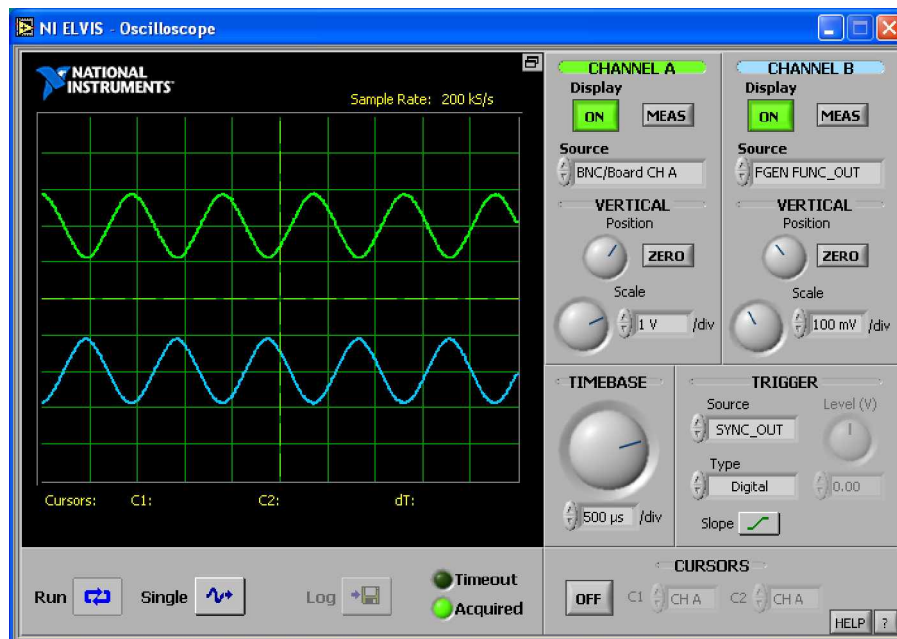 NI ELVIS - Oscilloscope
NATIONAL
INSTRUMENTS™
Sample Rate: 200 kS/s
Cursors: C1: C2: dT:
Run Single Log Timeout
Acquired
CHANNEL A
Display
ON MEAS
Source
BNC/Board CH A
VERTICAL
Position
ZERO
Scale
1 V /div
CHANNEL B
Display
ON MEAS
Source
FGEN FUNC_OUT
VERTICAL
Position
ZERO
Scale
100 mV /div
TIMEBASE
500 µs /div
TRIGGER
Source Level (V)
SYNC_OUT
Type
Digital 0.00
Slope
CURSORS
OFF C1 CH A C2 CH A
HELP ?